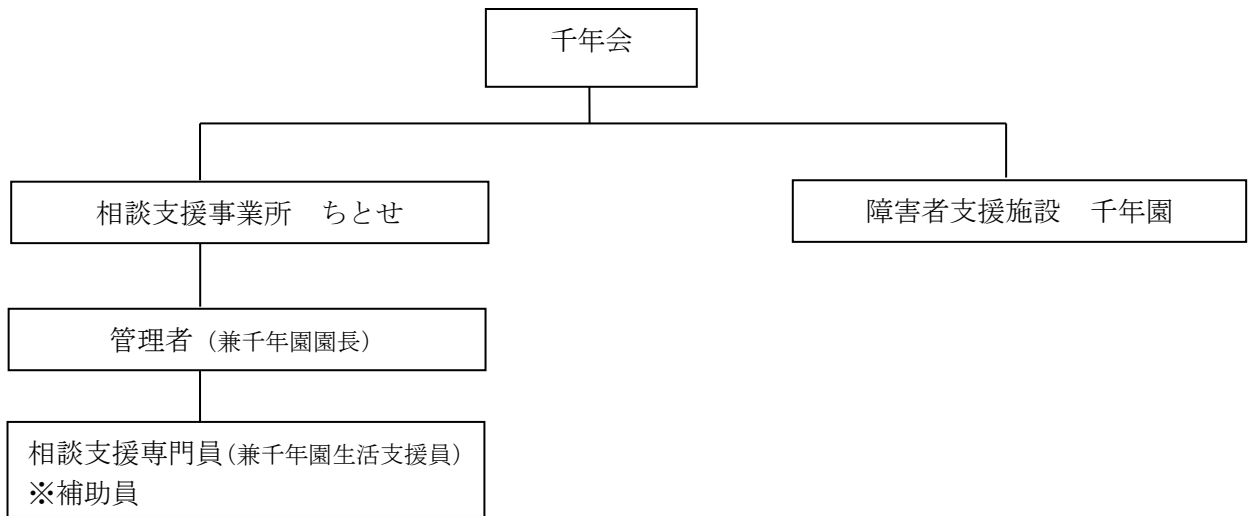 千年会
相談支援事業所　ちとせ
障害者支援施設　千年園
管理者（兼千年園園長）
相談支援専門員(兼千年園生活支援員)
※補助員